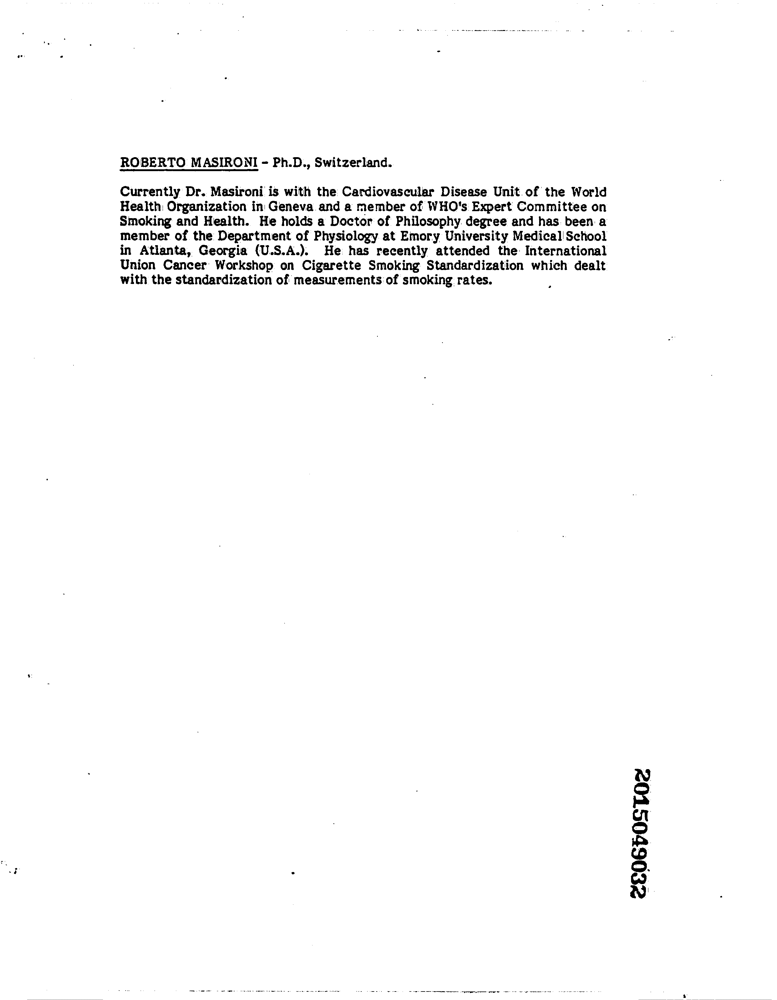 ROBERTO MASIRONI - Ph.D., Switzerland.
Currently Dr. Masironi is with the Cardiovascular Disease Unit of the World
Health Organization in Geneva and a member of WHO's Expert Committee on
Smoking and Health. He holds a Doctor of Philosophy degree and has been a
member of the Department of Physiology at Emory University Medical School
in Atlanta, Georgia (U.S.A.). He has recently attended the International
Union Cancer Workshop on Cigarette Smoking Standardization which dealt
with the standardization of measurements of smoking rates.
2015049032